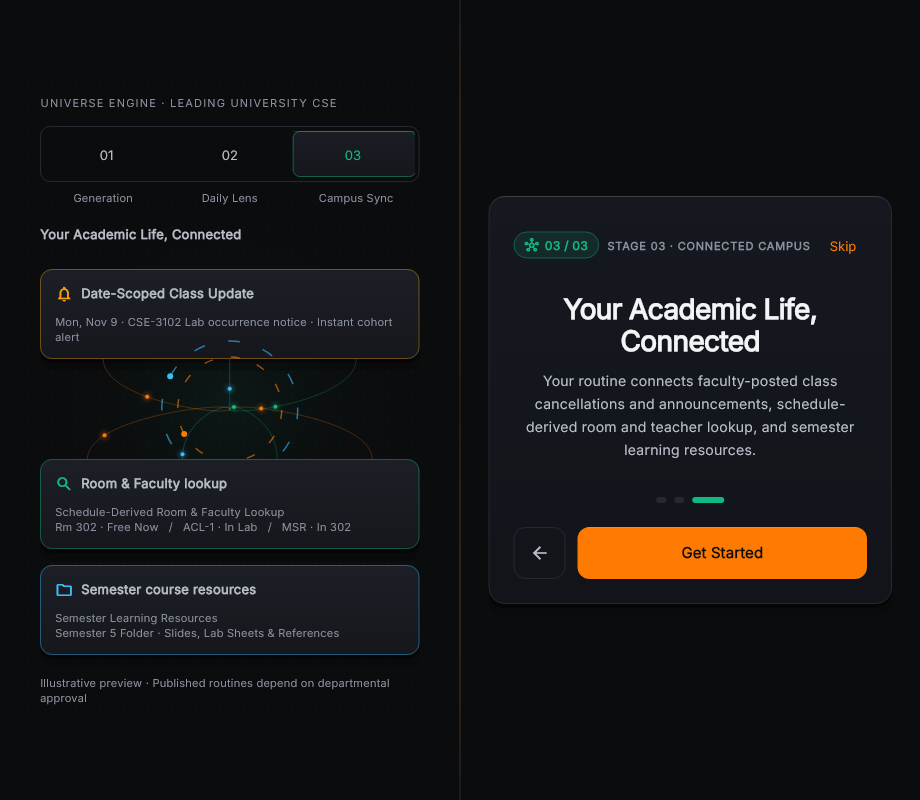 UNIVERSE ENGINE · LEADING UNIVERSITY CSE
01 02 03
Generation Daily Lens Campus Sync
Your Academic Life, Connected
Date-Scoped Class Update
Mon, Nov 9 · CSE-3102 Lab occurrence notice · Instant cohort
alert
Room & Faculty lookup
Schedule-Derived Room & Faculty Lookup
Rm 302 · Free Now / ACL-1 · In Lab / MSR · In 302
Semester course resources
Semester Learning Resources
Semester 5 Folder · Slides, Lab Sheets & References
Illustrative preview · Published routines depend on departmental
approval
03 / 03 STAGE 03 · CONNECTED CAMPUS Skip
Your Academic Life,
Connected
Your routine connects faculty-posted class
cancellations and announcements, schedule-
derived room and teacher lookup, and semester
learning resources.
Get Started